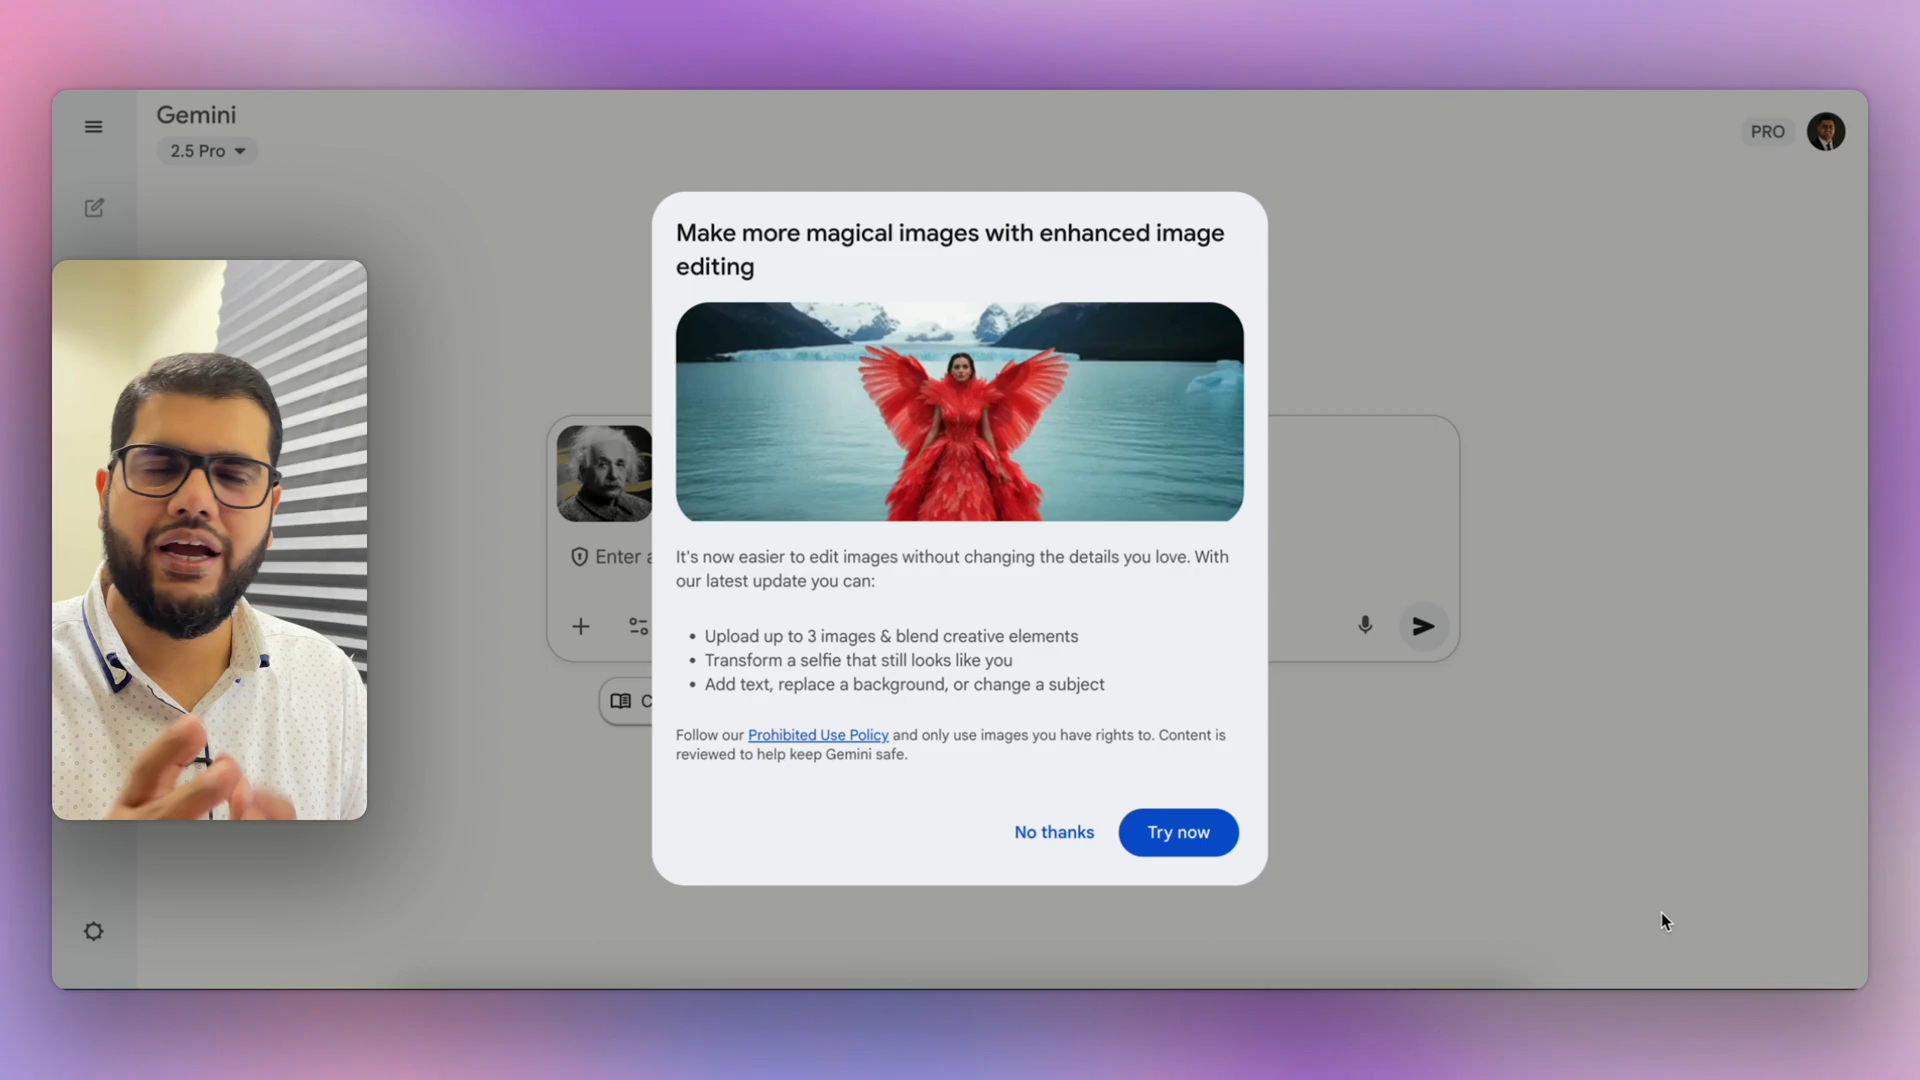 Gemini
2.5 Pro
PRO
Make more magical images with enhanced image
editing
It's now easier to edit images without changing the details you love. With
our latest update you can:
• Upload up to 3 images & blend creative elements
• Transform a selfie that still looks like you
• Add text, replace a background, or change a subject
Follow our Prohibited Use Policy and only use images you have rights to. Content is
reviewed to help keep Gemini safe.
No thanks
Try now
Enter a
C